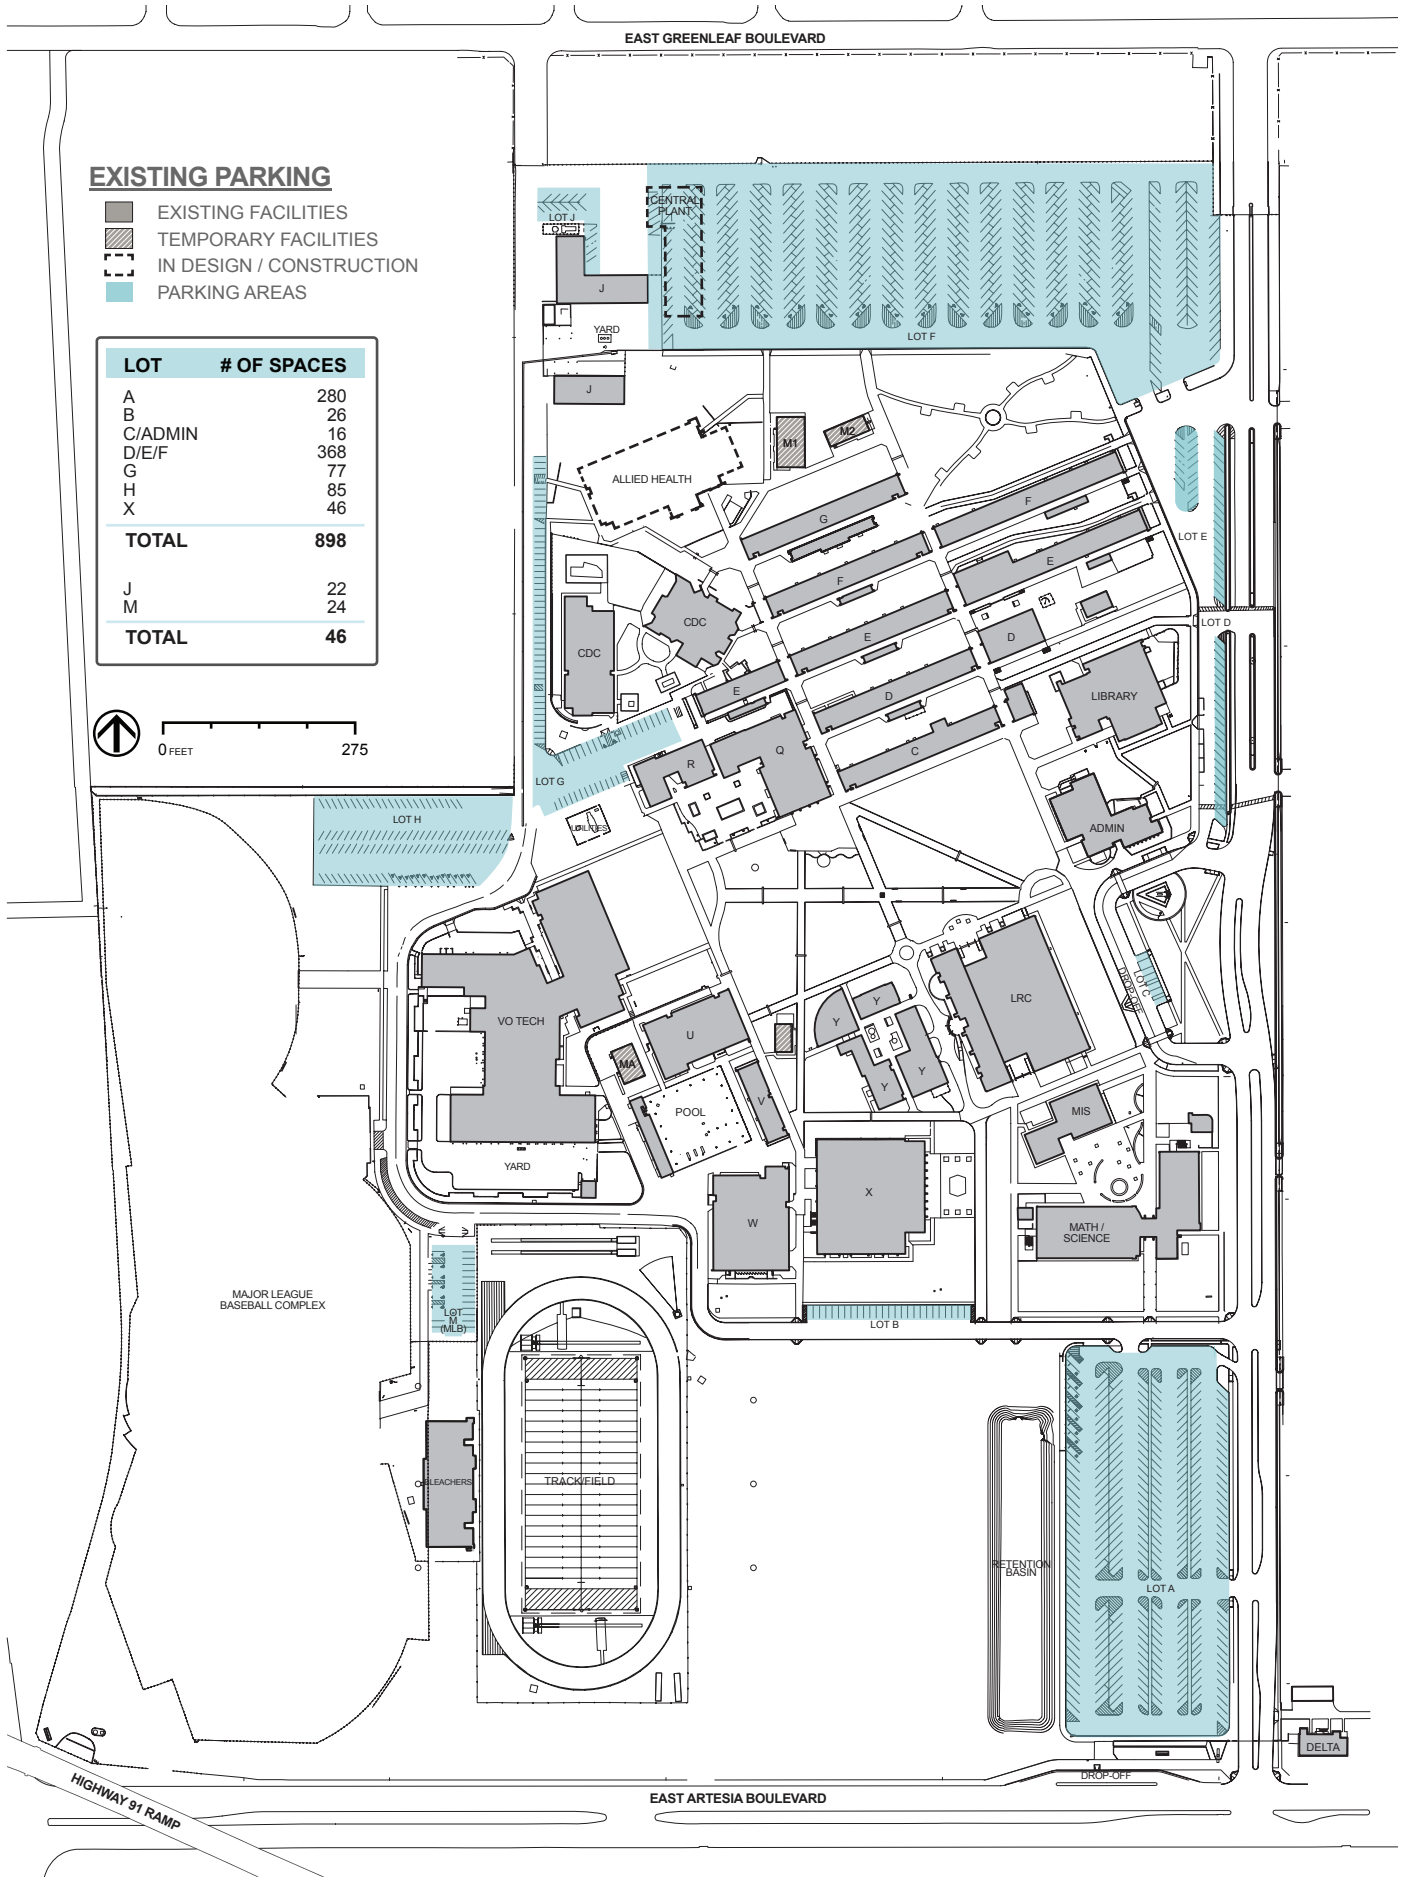 EAST GREENLEAF BOULEVARD
EXISTING PARKING
EXISTING FACILITIES
TEMPORARY FACILITIES
IN DESIGN / CONSTRUCTION
PARKING AREAS
LOT # OF SPACES
A 280
B 26
C/ADMIN 16
D/E/F 368
G 77
H 85
X 46
TOTAL 898
J 22
M 24
TOTAL 46
0 FEET 275
CENTRAL
PLANT
LOT J
J
YARD
LOT F
J
M1
M2
ALLIED HEALTH
G
F
LOT E
F
E
CDC
CDC
E
D
LOT D
E
D
LIBRARY
R
Q
C
LOT G
LOT H
UTILITIES
ADMIN
DROP-OFF
LOT C
VO TECH
U
Y
Y
LRC
MA
POOL
V
Y
Y
MIS
YARD
X
W
MATH /
SCIENCE
MAJOR LEAGUE
BASEBALL COMPLEX
LOT
M
(MLB)
LOT B
BLEACHERS
TRACK/FIELD
RETENTION
BASIN
LOT A
DELTA
DROP-OFF
HIGHWAY 91 RAMP
EAST ARTESIA BOULEVARD